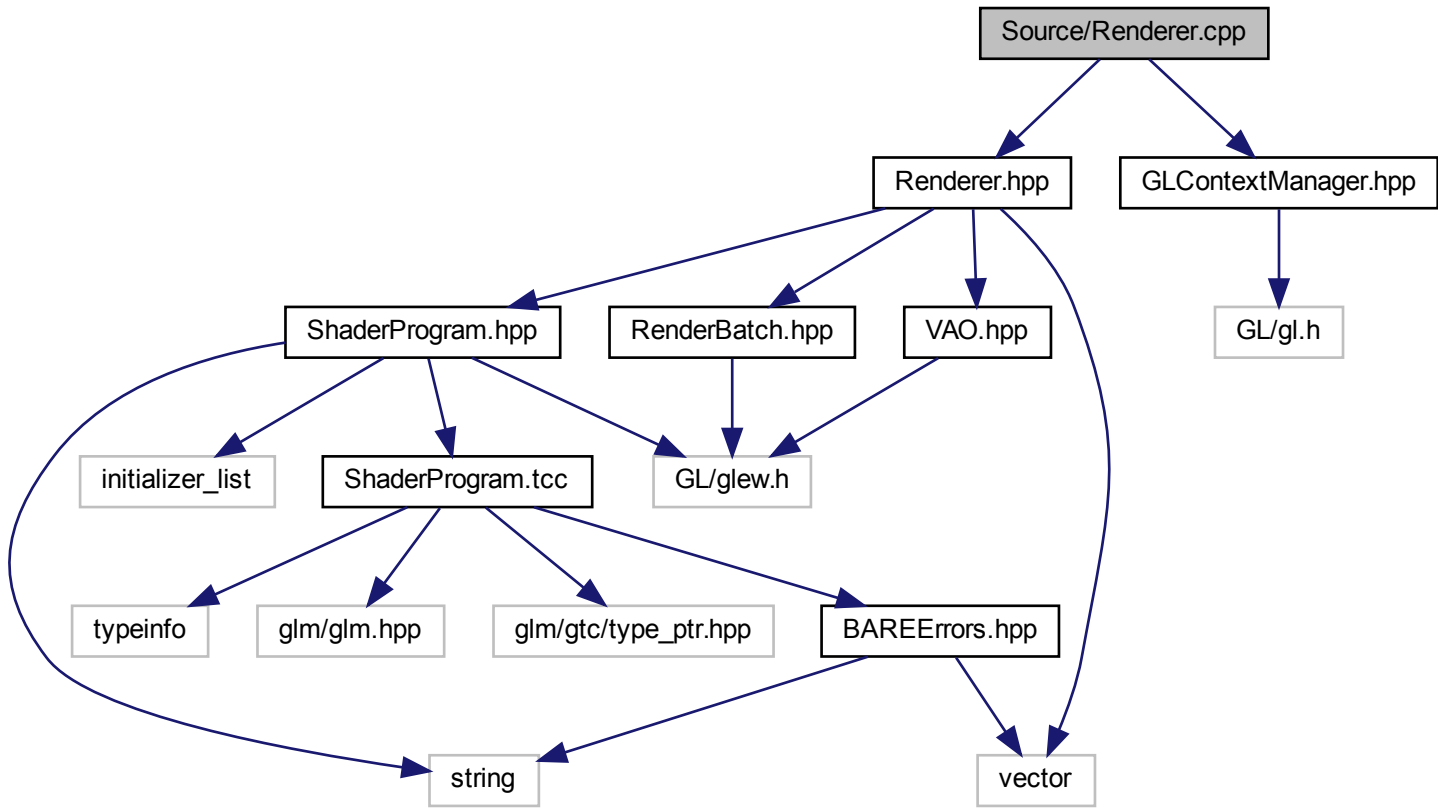 Source/Renderer.cpp
Renderer.hpp
GLContextManager.hpp
ShaderProgram.hpp
RenderBatch.hpp
VAO.hpp
GL/gl.h
initializer_list
ShaderProgram.tcc
GL/glew.h
typeinfo
glm/glm.hpp
glm/gtc/type_ptr.hpp
BAREErrors.hpp
string
vector